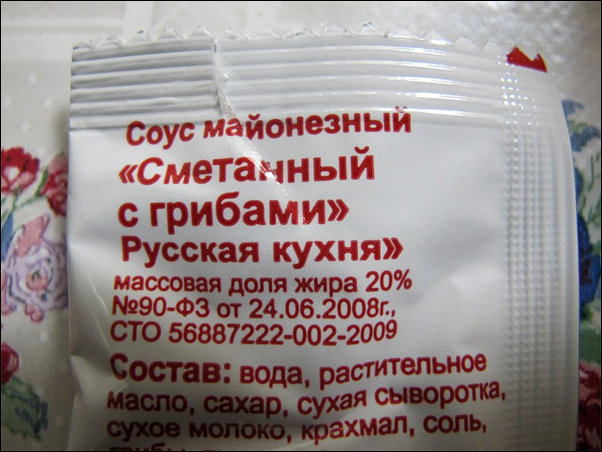 Соус майонезный
«Сметанный
с грибами»
Русская кухня»
массовая доля жира 20%
№90-ФЗ от 24.06.2008г.,
СТО 56887222-002-2009
Состав: вода, растительное
масло, сахар, сухая сыворотка,
сухое молоко, крахмал, соль,